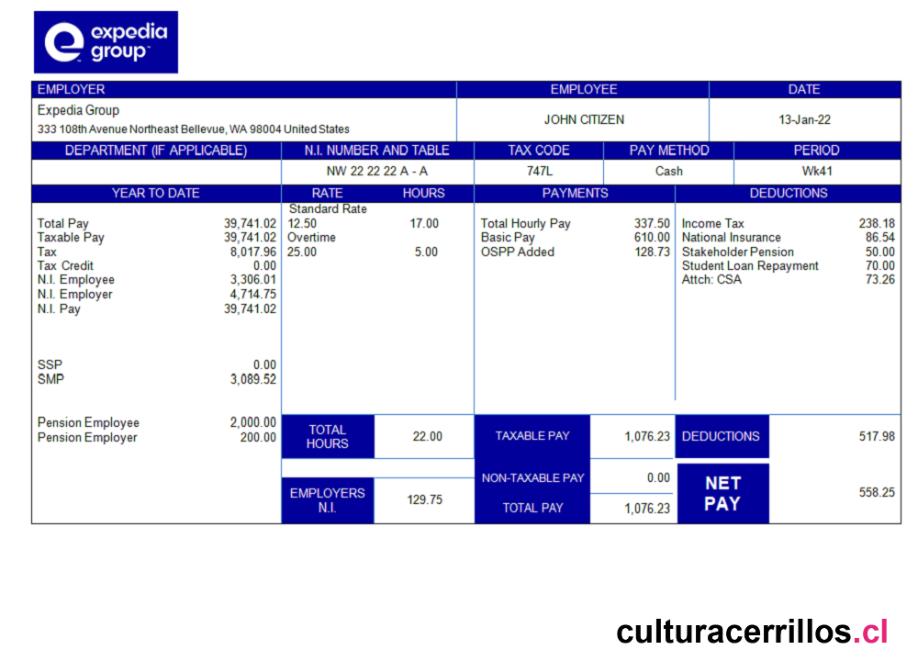 expedia
group™
EMPLOYER EMPLOYEE DATE
Expedia Group
333 108th Avenue Northeast Bellevue, WA 98004 United States
JOHN CITIZEN 13-Jan-22
DEPARTMENT (IF APPLICABLE) N.I. NUMBER AND TABLE TAX CODE PAY METHOD PERIOD
NW 22 22 22 A - A 747L Cash Wk41
YEAR TO DATE RATE HOURS PAYMENTS DEDUCTIONS
Standard Rate
Total Pay 39,741.02 12.50 17.00 Total Hourly Pay 337.50 Income Tax 238.18
Taxable Pay 39,741.02 Overtime Basic Pay 610.00 National Insurance 86.54
Tax 8,017.96 25.00 5.00 OSPP Added 128.73 Stakeholder Pension 50.00
Tax Credit 0.00 Student Loan Repayment 70.00
N.I. Employee 3,306.01 Attch: CSA 73.26
N.I. Employer 4,714.75
N.I. Pay 39,741.02
SSP 0.00
SMP 3,089.52
Pension Employee 2,000.00
Pension Employer 200.00
TOTAL
HOURS 22.00 TAXABLE PAY 1,076.23 DEDUCTIONS 517.98
NON-TAXABLE PAY 0.00
EMPLOYERS
N.I. 129.75 TOTAL PAY 1,076.23
NET
PAY 558.25
culturacerrillos.cl